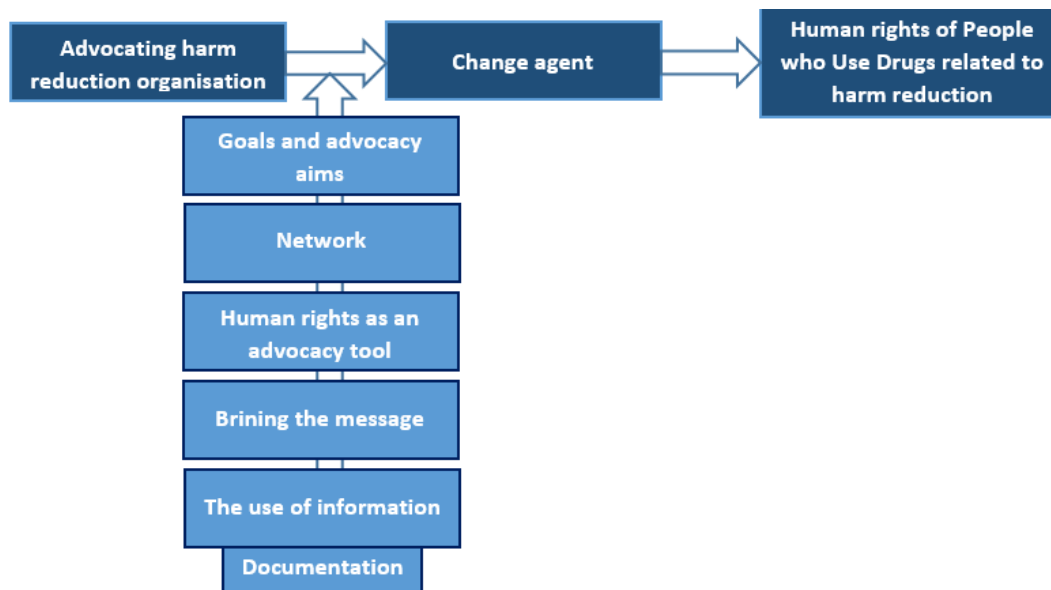 Advocating harm
reduction organisation
Change agent
Human rights of People
who Use Drugs related to
harm reduction
Goals and advocacy
aims
Network
Human rights as an
advocacy tool
Brining the message
The use of information
Documentation